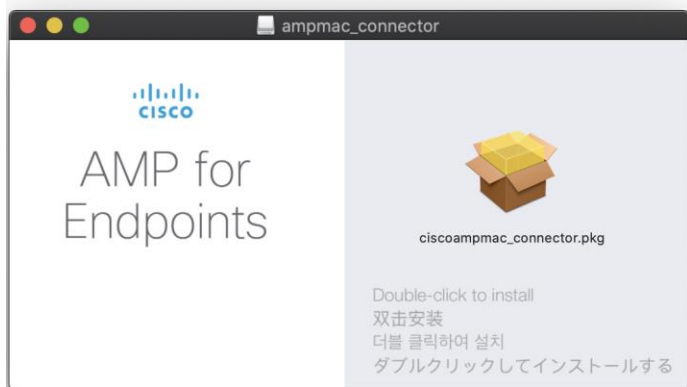 ampmac_connector
CISCO
AMP for
Endpoints
ciscoampmac_connector.pkg
Double-click to install
双击安装
더블 클릭하여 설치
ダブルクリックしてインストールする